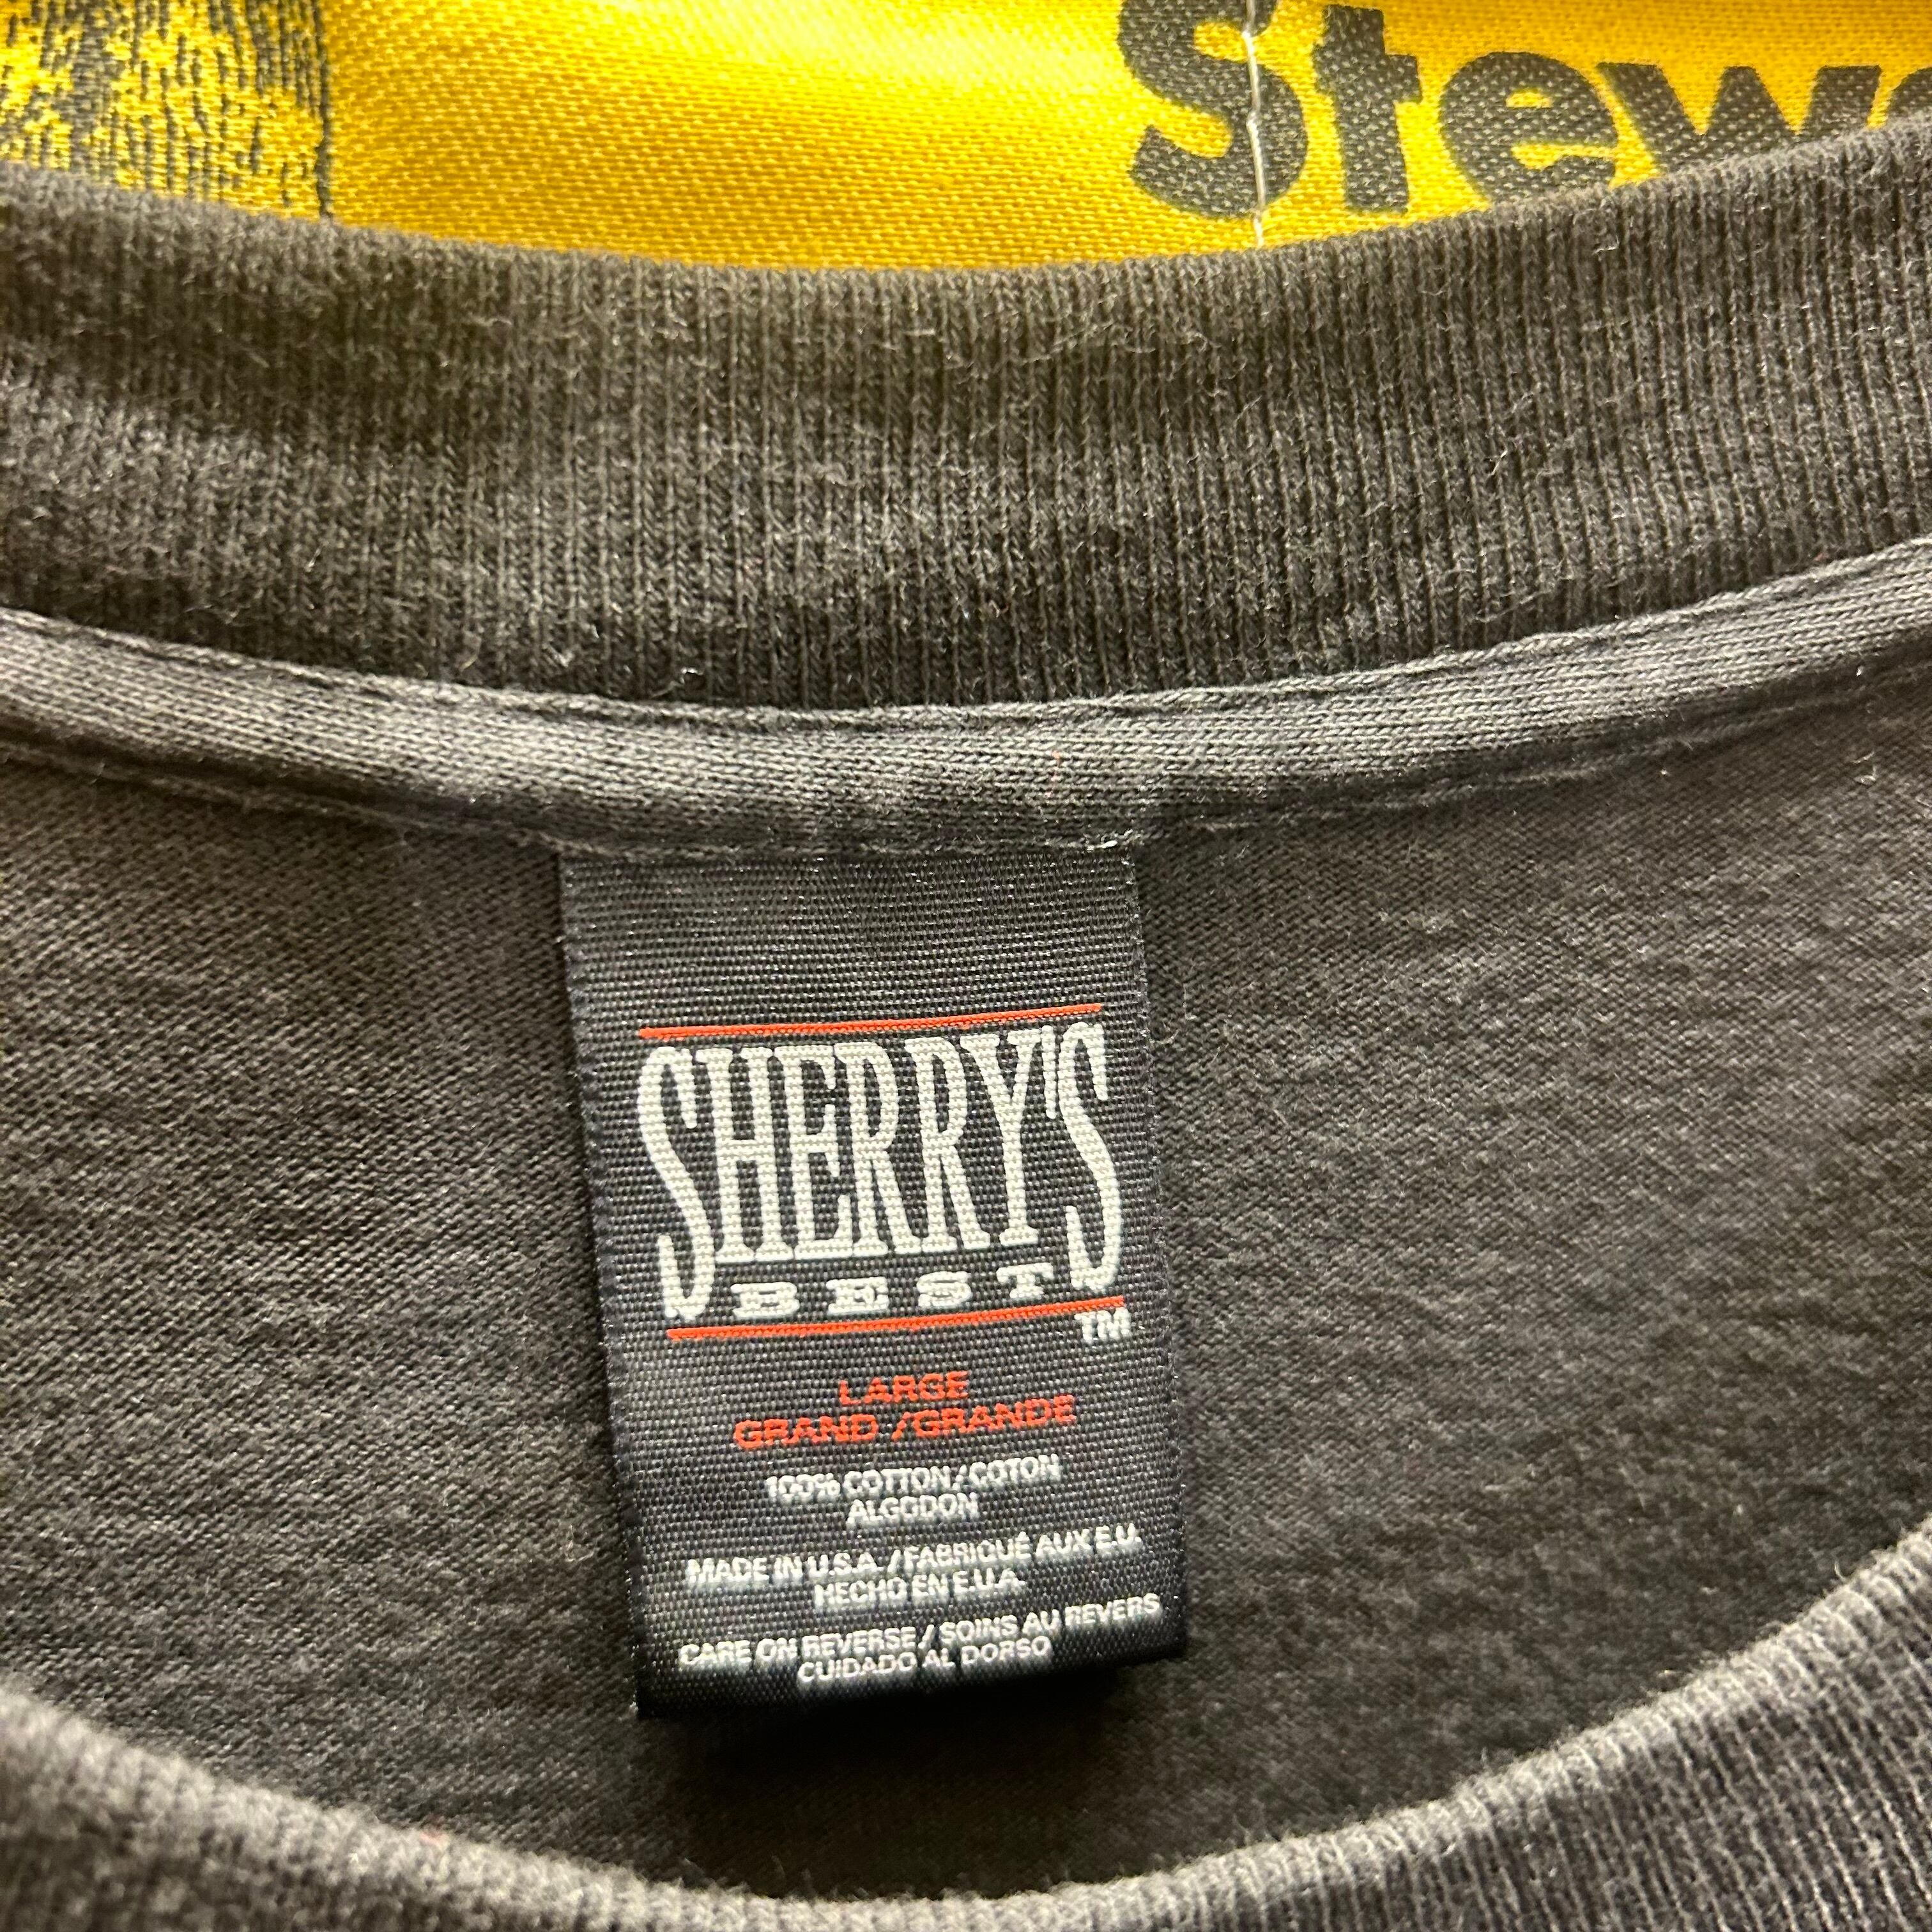 Stew
SHERRY'S
BEST
TM
LARGE
GRAND / GRANDE
100% COTTON / COTON
ALGODON
MADE IN U.S.A. / FABRIQUÉ AUX E.U.
HECHO EN E.U.A.
CARE ON REVERSE / SOINS AU REVERS
CUIDADO AL DORSO